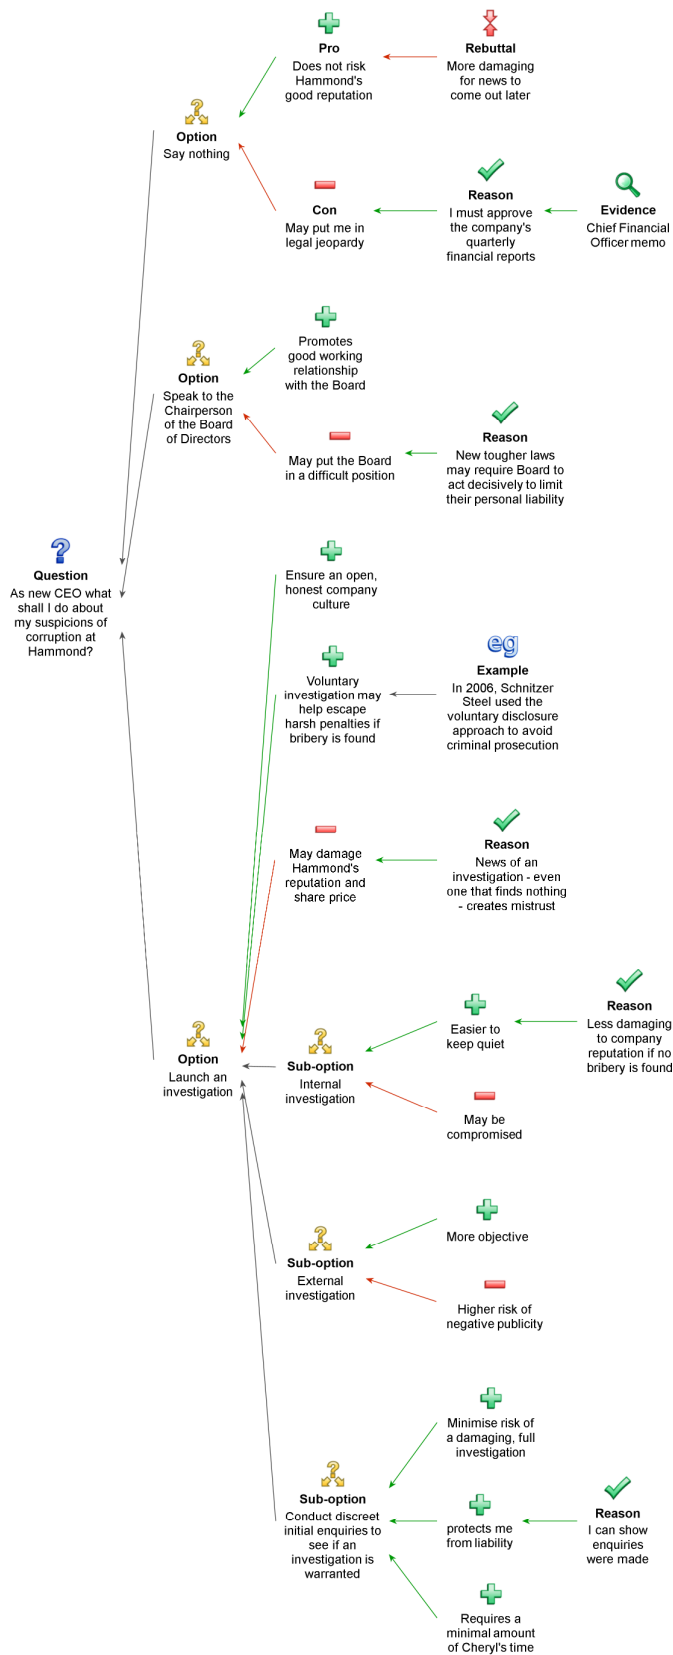 Pro
Does not risk
Hammond's
good reputation
Rebuttal
More damaging
for news to
come out later
Option
Say nothing
Con
May put me in
legal jeopardy
Reason
I must approve
the company's
quarterly
financial reports
Evidence
Chief Financial
Officer memo
Promotes
good working
relationship
with the Board
Option
Speak to the
Chairperson
of the Board
of Directors
May put the Board
in a difficult position
Reason
New tougher laws
may require Board to
act decisively to limit
their personal liability
Question
As new CEO what
shall I do about
my suspicions of
corruption at
Hammond?
Ensure an open,
honest company
culture
Voluntary
investigation may
help escape
harsh penalties if
bribery is found
eg
Example
In 2006, Schnitzer
Steel used the
voluntary disclosure
approach to avoid
criminal prosecution
May damage
Hammond's
reputation and
share price
Reason
News of an
investigation - even
one that finds nothing
- creates mistrust
Option
Launch an
investigation
Sub-option
Internal
investigation
Easier to
keep quiet
Reason
Less damaging
to company
reputation if no
bribery is found
May be
compromised
Sub-option
External
investigation
More objective
Higher risk of
negative publicity
Sub-option
Conduct discreet
initial enquiries to
see if an
investigation is
warranted
Minimise risk of
a damaging, full
investigation
protects me
from liability
Reason
I can show
enquiries
were made
Requires a
minimal amount
of Cheryl's time